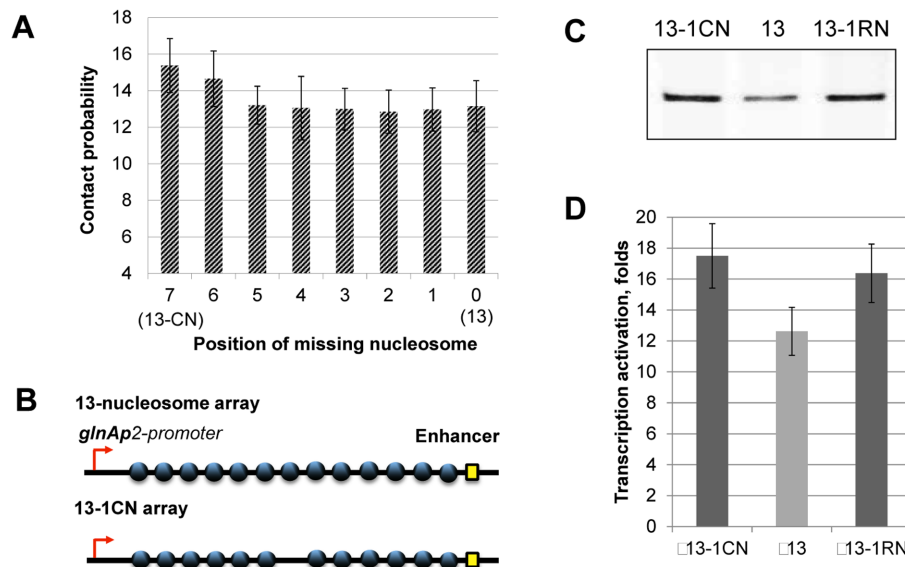 A
18
16
14
12
10
8
6
4
Contact probability
7 6 5 4 3 2 1 0
(13-CN) (13)
Position of missing nucleosome
B
13-nucleosome array
glnAp2-promoter Enhancer
13-1CN array
C
13-1CN 13 13-1RN
D
20
18
16
14
12
10
8
6
4
2
0
Transcription activation, folds
□13-1CN □13 □13-1RN